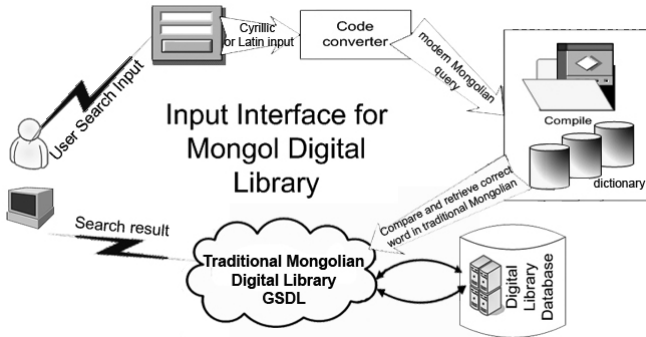 Cyrillic
or Latin input
Code
converter
modern Mongolian
query
User Search Input
Input Interface for
Mongol Digital
Library
Compile
dictionary
Compare and retrieve correct
word in traditional Mongolian
Search result
Traditional Mongolian
Digital Library
GSDL
Digital
Library
Database